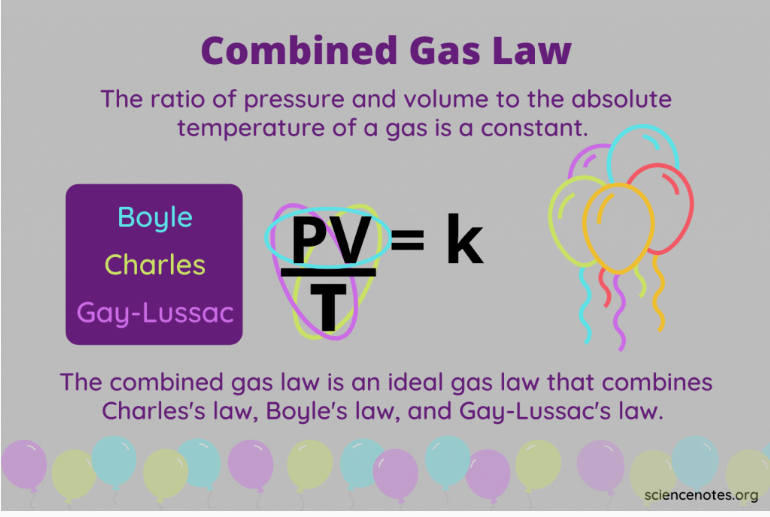 Combined Gas Law
The ratio of pressure and volume to the absolute
temperature of a gas is a constant.
Boyle
Charles
Gay-Lussac
PV
T
= k
The combined gas law is an ideal gas law that combines
Charles's law, Boyle's law, and Gay-Lussac's law.
sciencenotes.org